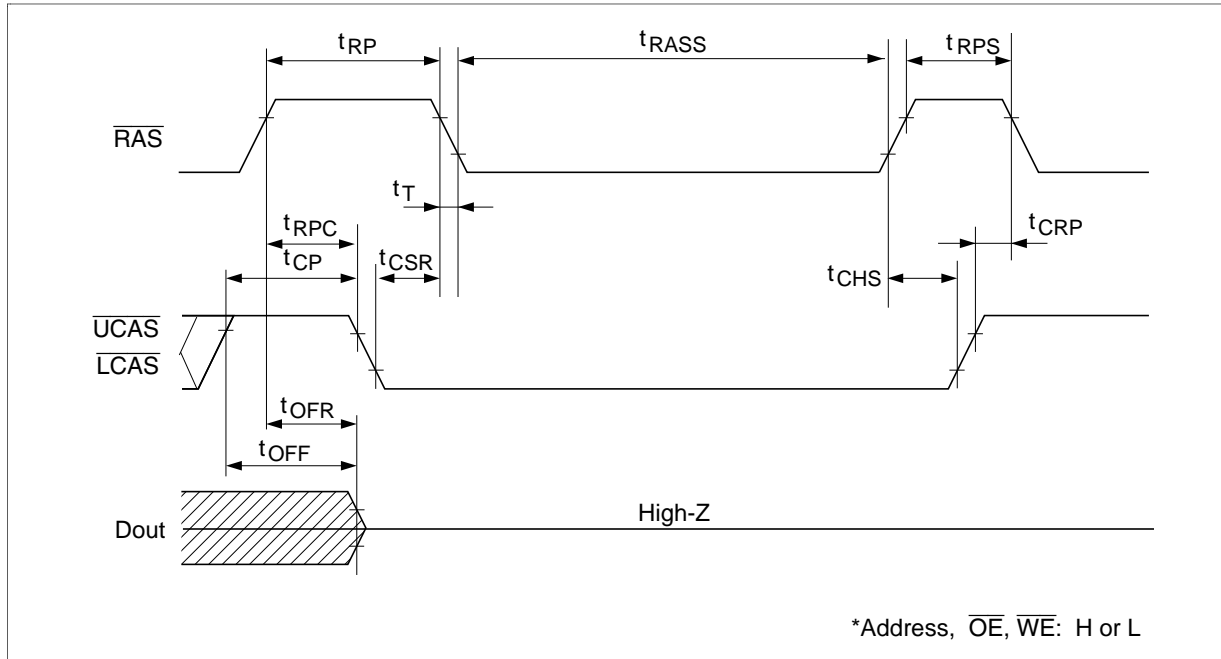 tRP
tRASS
tRPS
RAS
tT
tRPC
tCRP
tCP
tCSR
tCHS
UCAS
LCAS
tOFR
tOFF
High-Z
Dout
*Address, OE, WE: H or L